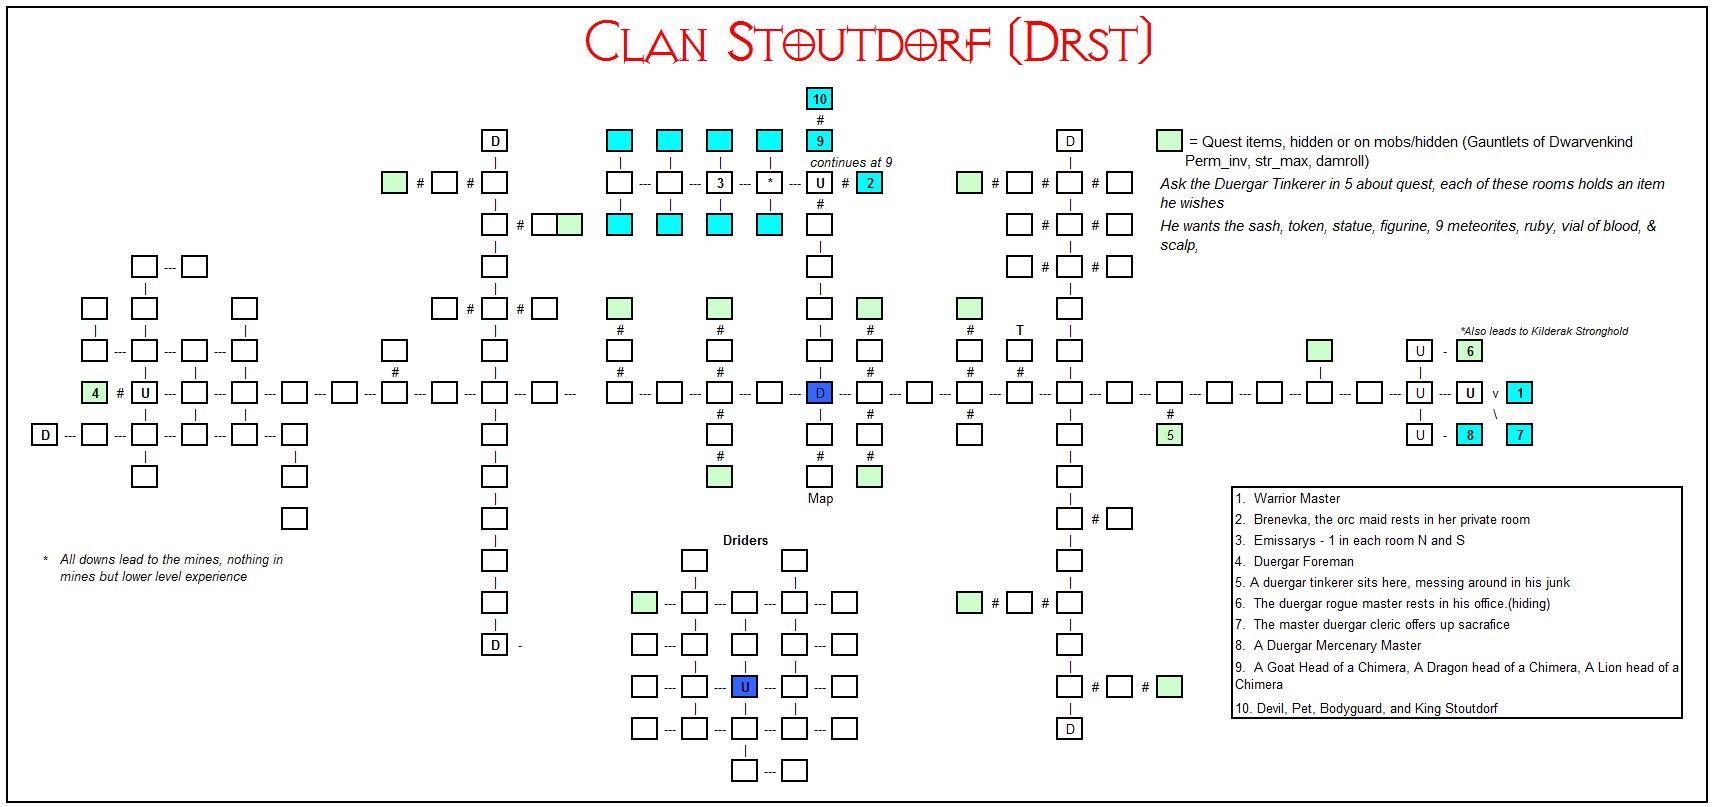 CLAN STOUTDORF (DRST)
10
#
D 9
continues at 9
# # 3 --- * --- U # 2 # # #
# # # #
# #
# # #
# # # # T
# # # # # #
4 # U D # U U v 1
U - 6
*Also leads to Kilderak Stronghold
D # # # # 5 U - 8 \ 7
# #
Map
#
Driders
# #
D -
U # #
D
D
= Quest items, hidden or on mobs/hidden (Gauntlets of Dwarvenkind
Perm_inv, str_max, damroll)
Ask the Duergar Tinkerer in 5 about quest, each of these rooms holds an item
he wishes
He wants the sash, token, statue, figurine, 9 meteorites, ruby, vial of blood, &
scalp,
* All downs lead to the mines, nothing in
mines but lower level experience
1. Warrior Master
2. Brenevka, the orc maid rests in her private room
3. Emissarys - 1 in each room N and S
4. Duergar Foreman
5. A duergar tinkerer sits here, messing around in his junk
6. The duergar rogue master rests in his office.(hiding)
7. The master duergar cleric offers up sacrafice
8. A Duergar Mercenary Master
9. A Goat Head of a Chimera, A Dragon head of a Chimera, A Lion head of a
Chimera
10. Devil, Pet, Bodyguard, and King Stoutdorf